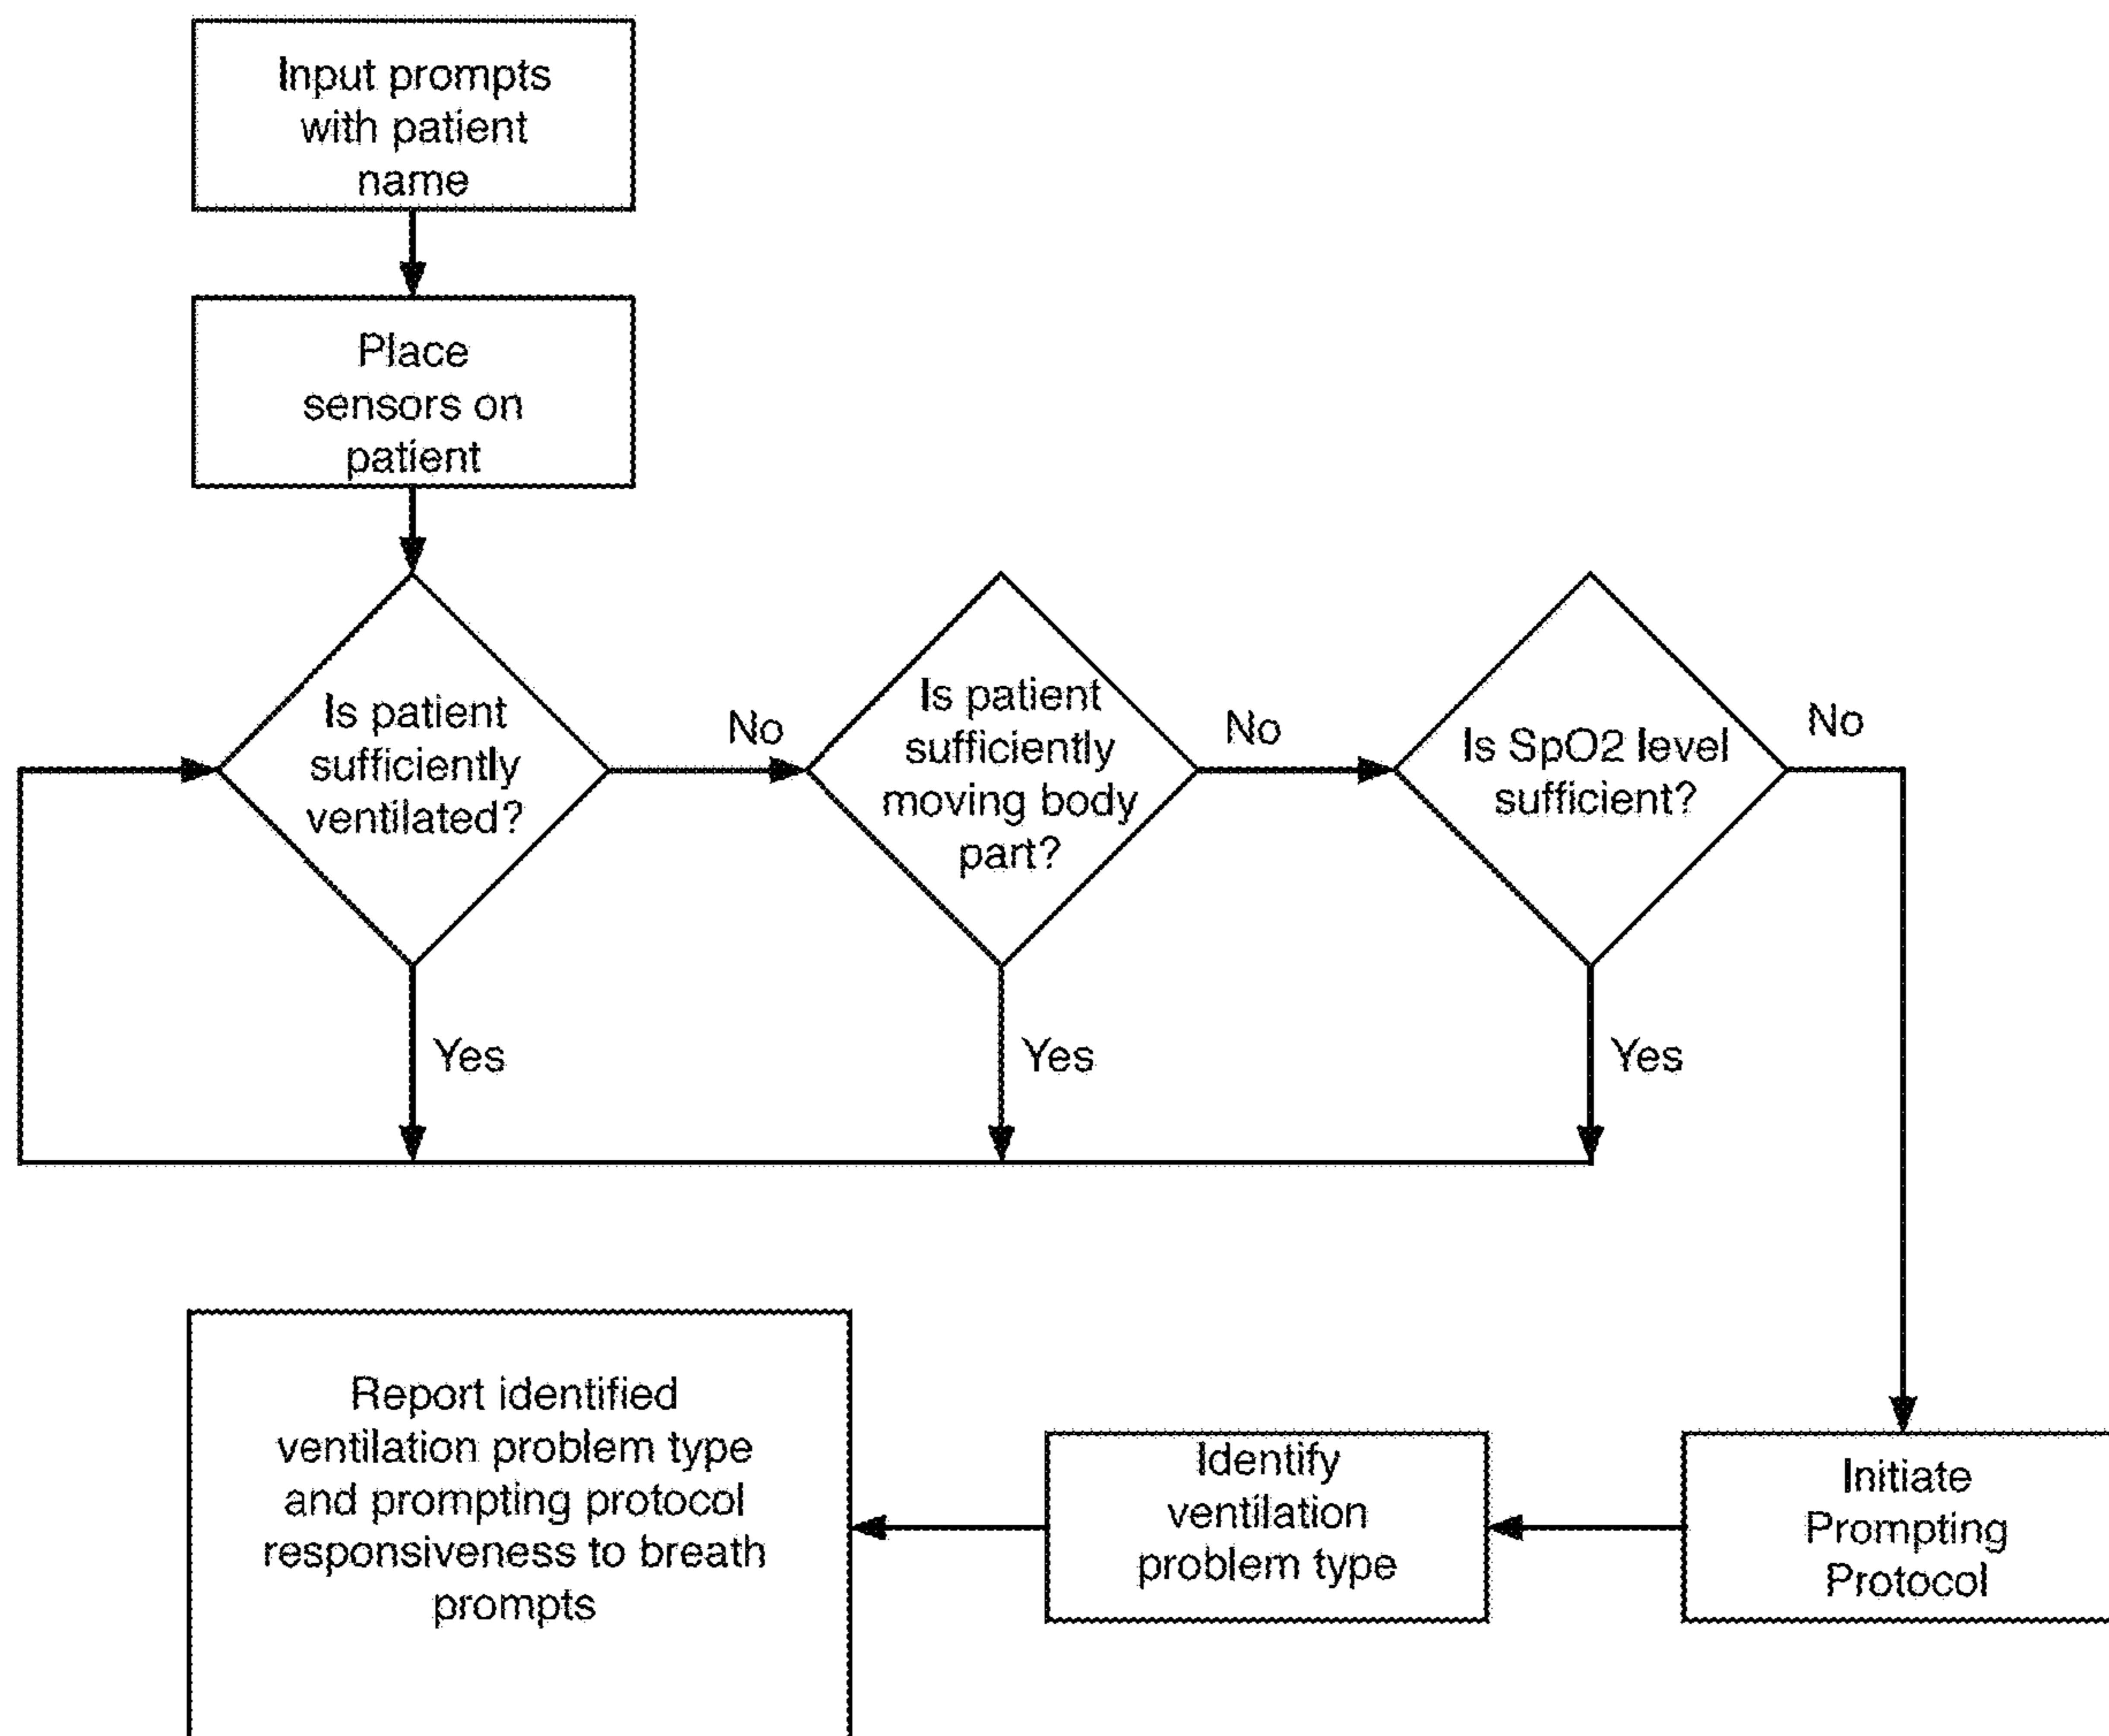 Input prompts
with patient
name
Place
sensors on
patient
Is patient
sufficiently
ventilated?
No
Is patient
sufficiently
moving body
part?
No
Is SpO2 level
sufficient?
No
Yes
Yes
Yes
Initiate
Prompting
Protocol
Identify
ventilation
problem type
Report identified
ventilation problem type
and prompting protocol
responsiveness to breath
prompts